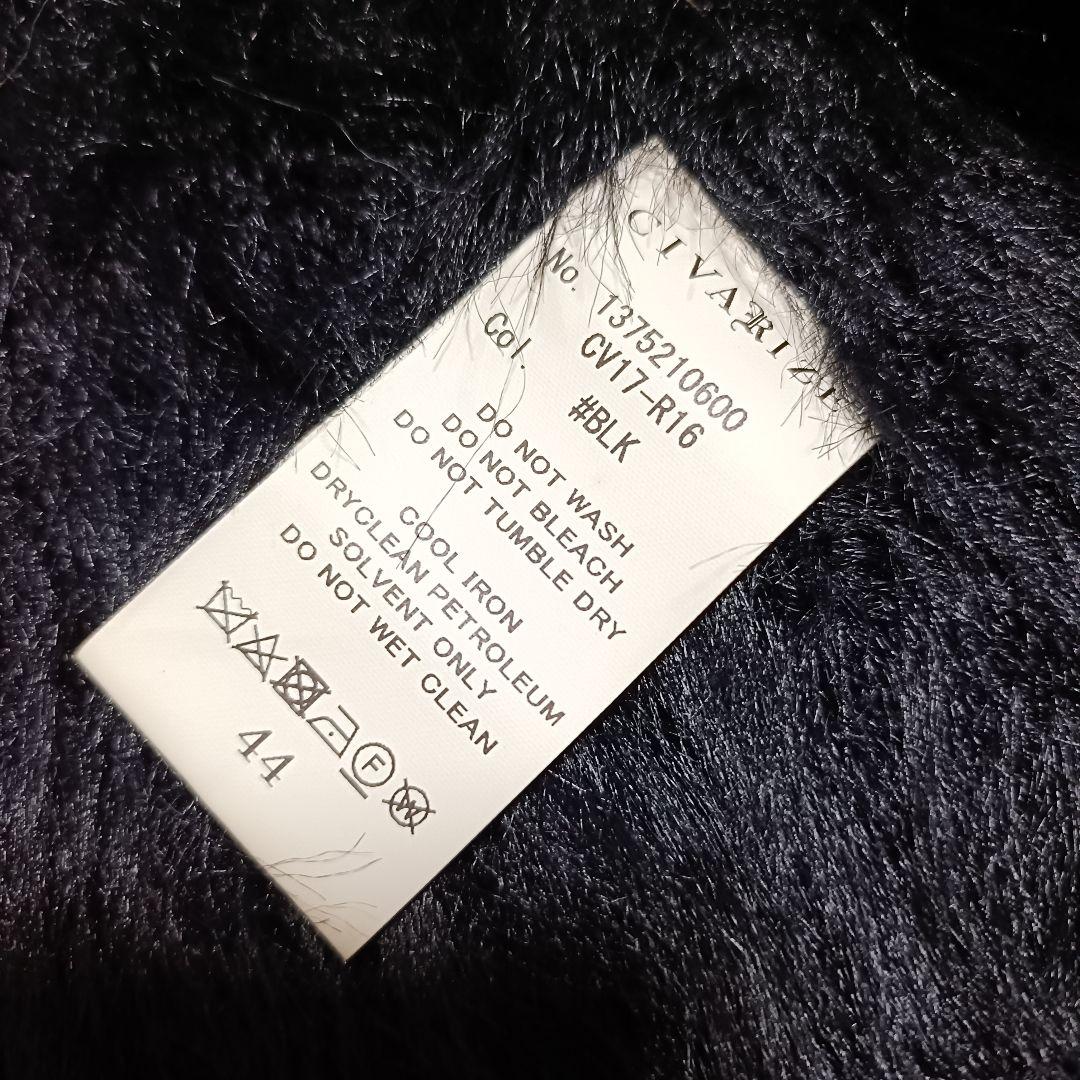 CIVARIZE
No. 1375210600
CV17-R16
Col. #BLK
DO NOT WASH
DO NOT BLEACH
DO NOT TUMBLE DRY
COOL IRON
DRYCLEAN PETROLEUM
SOLVENT ONLY
DO NOT WET CLEAN
F W
44